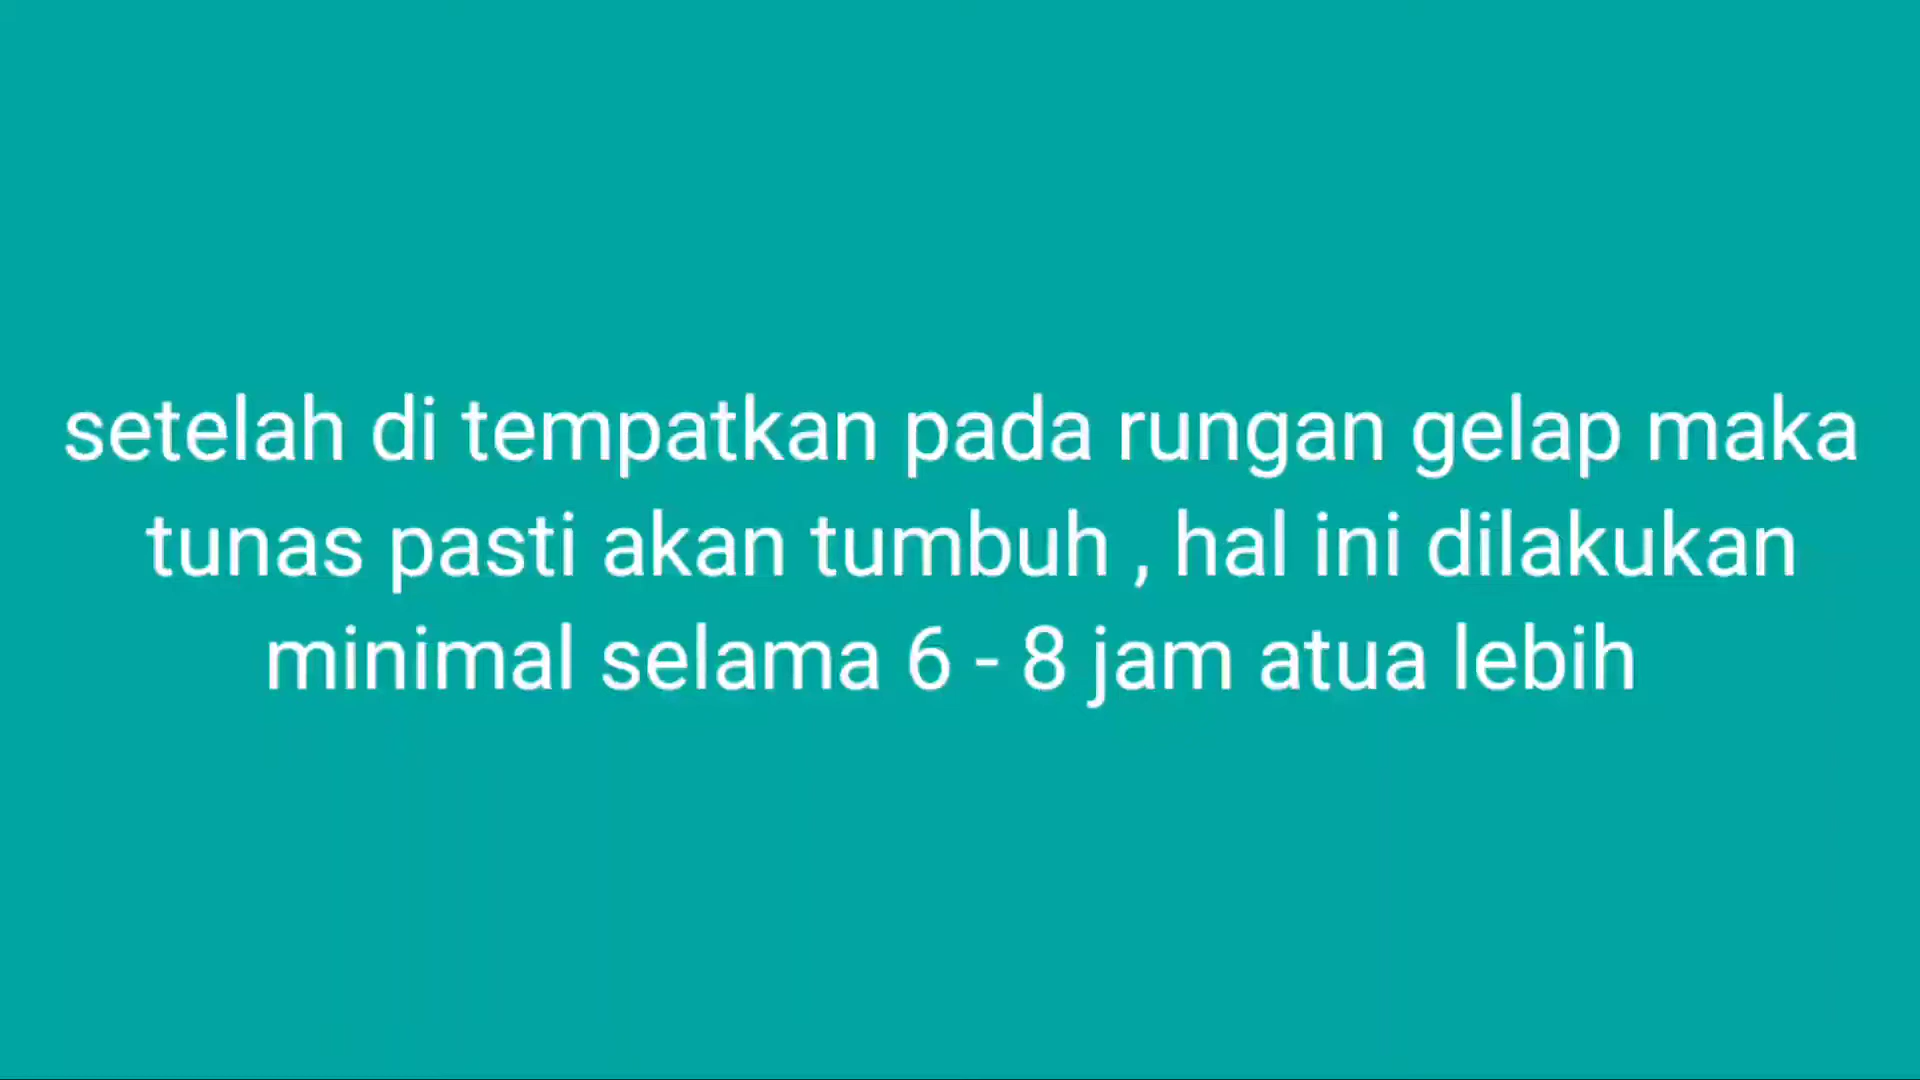 setelah di tempatkan pada rungan gelap maka
tunas pasti akan tumbuh , hal ini dilakukan
minimal selama 6 - 8 jam atua lebih